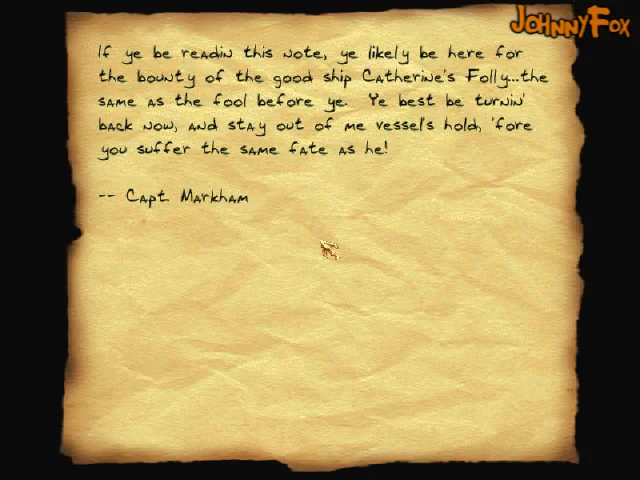 JohnnyFox
If ye be readin this note, ye likely be here for
the bounty of the good ship Catherine's Folly...the
same as the fool before ye. Ye best be turnin'
back now, and stay out of me vessel's hold, 'fore
you suffer the same fate as he!
-- Capt. Markham